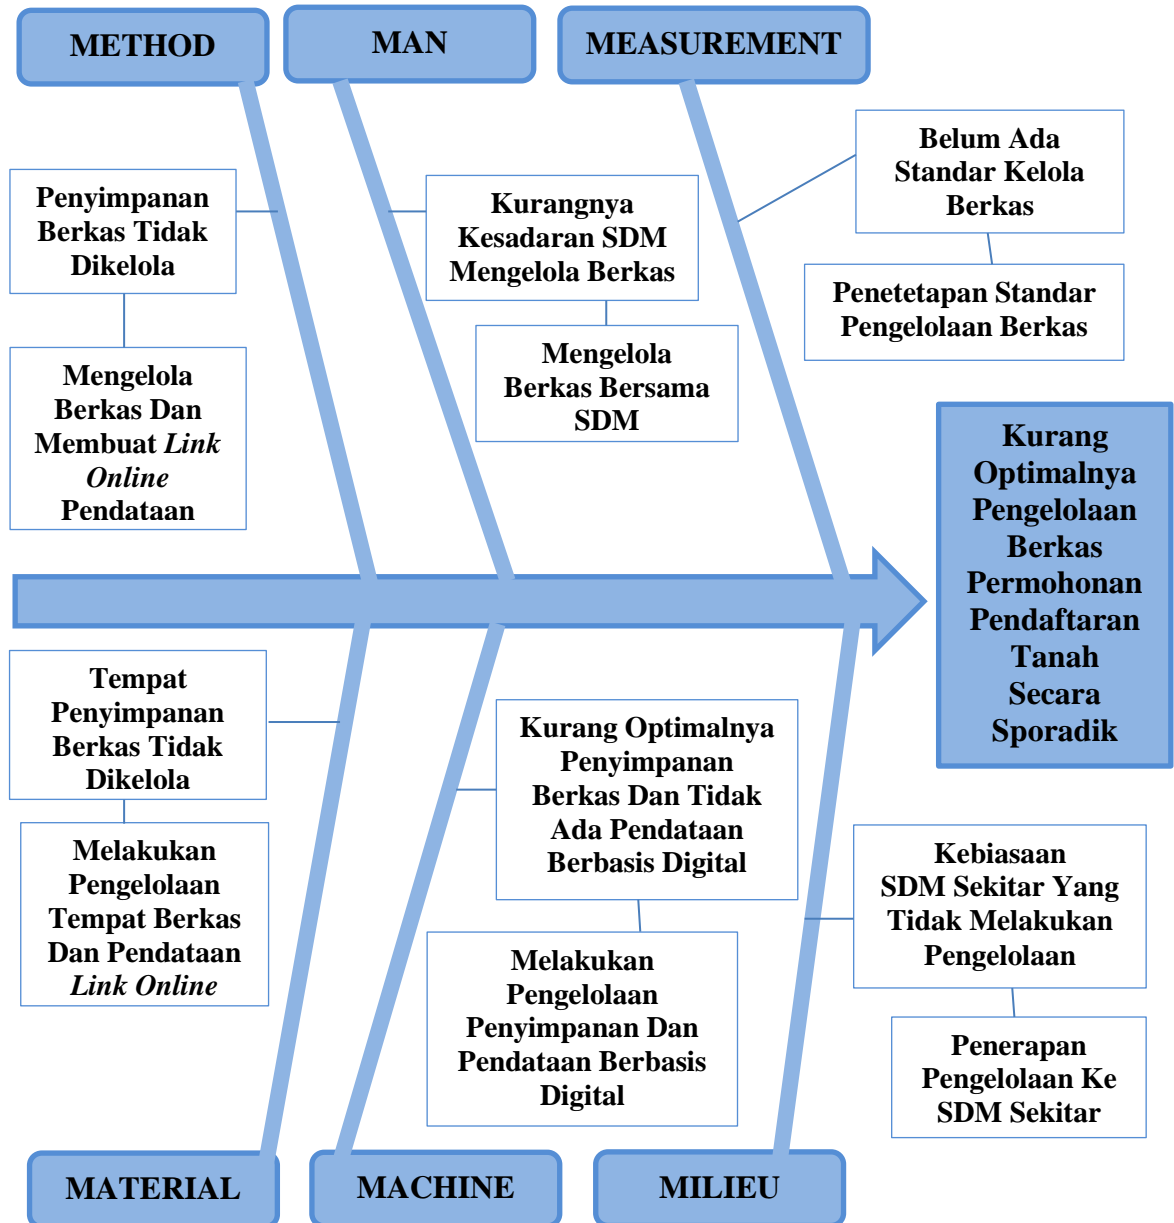 METHOD
MAN
MEASUREMENT
Penyimpanan
Berkas Tidak
Dikelola
Mengelola
Berkas Dan
Membuat Link
Online
Pendataan
Kurangnya
Kesadaran SDM
Mengelola Berkas
Mengelola
Berkas Bersama
SDM
Belum Ada
Standar Kelola
Berkas
Penetetapan Standar
Pengelolaan Berkas
Kurang
Optimalnya
Pengelolaan
Berkas
Permohonan
Pendaftaran
Tanah
Secara
Sporadik
Tempat
Penyimpanan
Berkas Tidak
Dikelola
Melakukan
Pengelolaan
Tempat Berkas
Dan Pendataan
Link Online
Kurang Optimalnya
Penyimpanan
Berkas Dan Tidak
Ada Pendataan
Berbasis Digital
Melakukan
Pengelolaan
Penyimpanan Dan
Pendataan Berbasis
Digital
Kebiasaan
SDM Sekitar Yang
Tidak Melakukan
Pengelolaan
Penerapan
Pengelolaan Ke
SDM Sekitar
MATERIAL
MACHINE
MILIEU